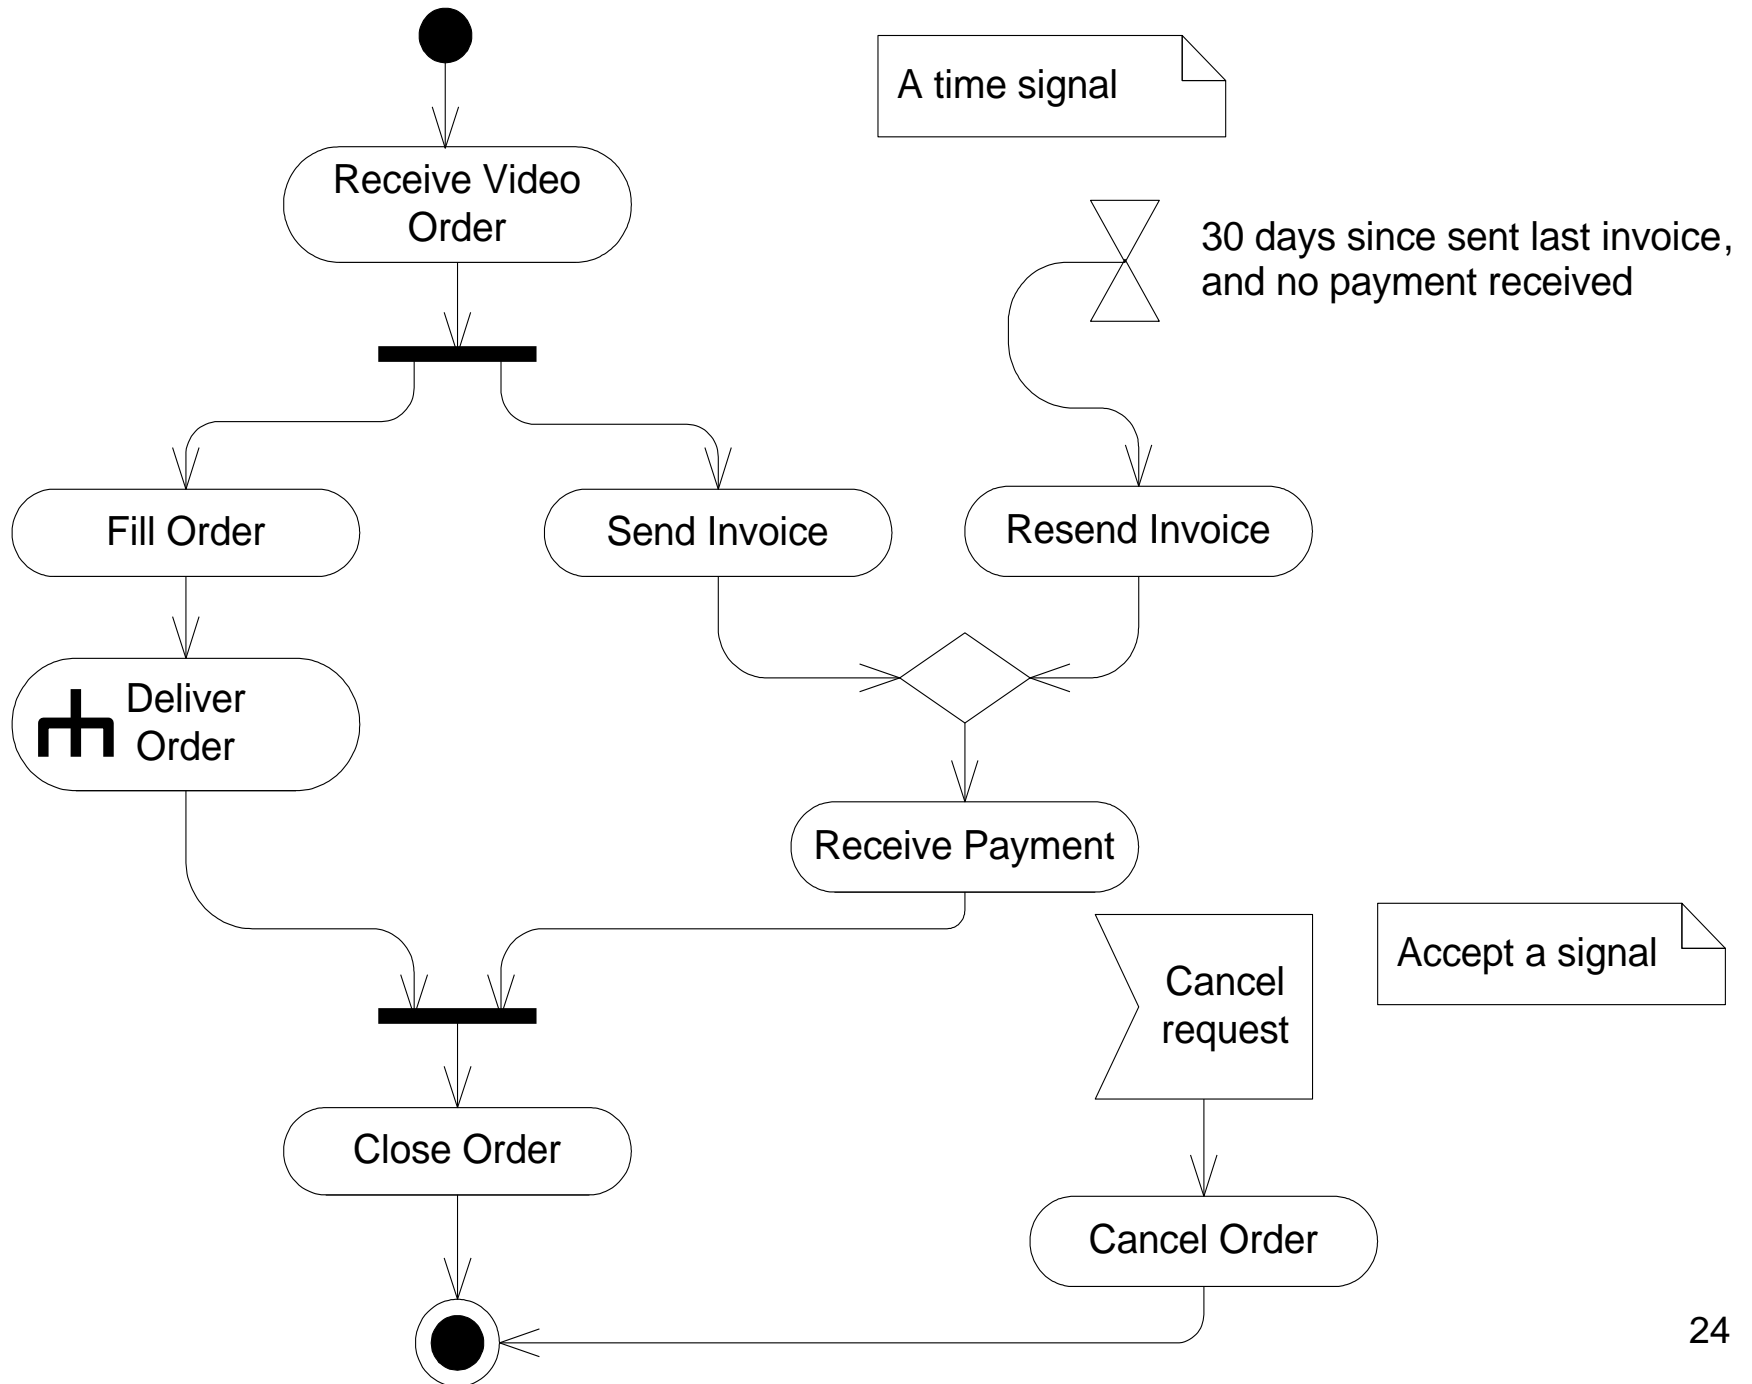 A time signal
Receive Video
Order
30 days since sent last invoice,
and no payment received
Fill Order
Send Invoice
Resend Invoice
Deliver
Order
Receive Payment
Cancel
request
Accept a signal
Close Order
Cancel Order
24